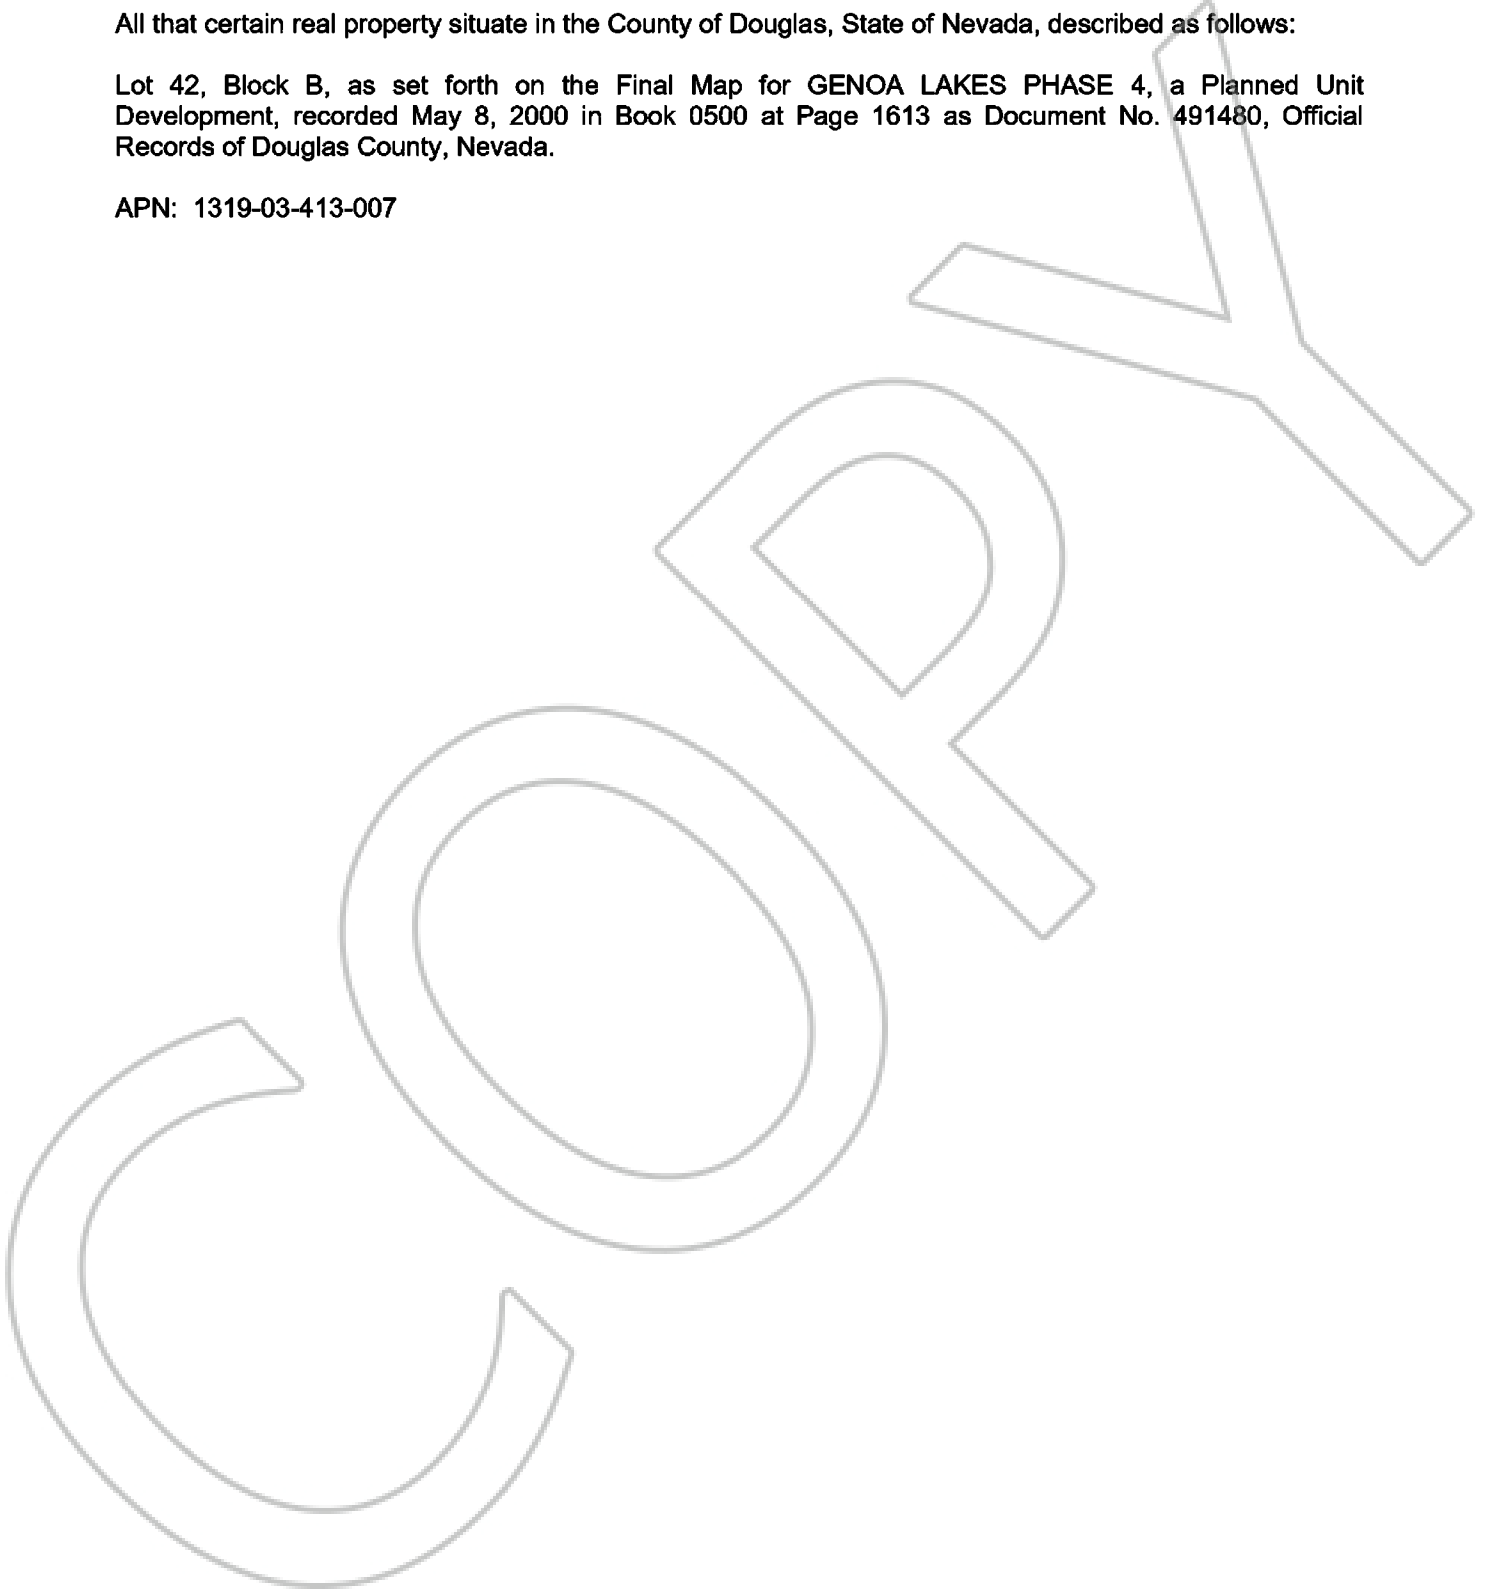 All that certain real property situate in the County of Douglas, State of Nevada, described as follows:
Lot 42, Block B, as set forth on the Final Map for GENOA LAKES PHASE 4, a Planned Unit
Development, recorded May 8, 2000 in Book 0500 at Page 1613 as Document No. 491480, Official
Records of Douglas County, Nevada.
APN: 1319-03-413-007
COPY